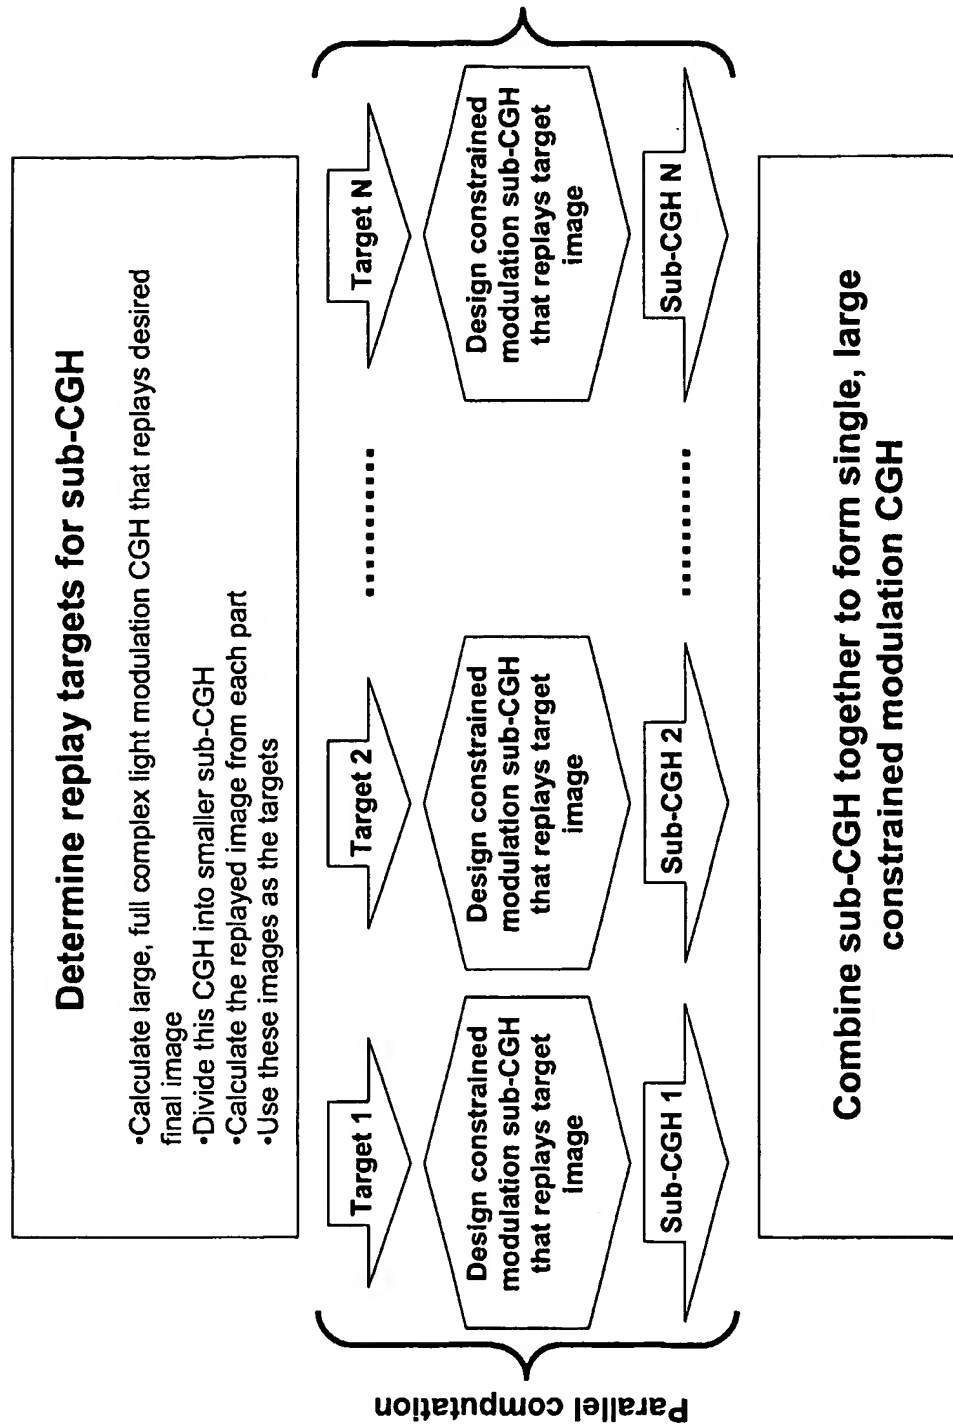 Determine replay targets for sub-CGH
•Calculate large, full complex light modulation CGH that replays desired
final image
•Divide this CGH into smaller sub-CGH
•Calculate the replayed image from each part
•Use these images as the targets
Parallel computation
Target 1
Target 2
Target N
Design constrained
modulation sub-CGH
that replays target
image
Design constrained
modulation sub-CGH
that replays target
image
..........
Design constrained
modulation sub-CGH
that replays target
image
Sub-CGH 1
Sub-CGH 2
..........
Sub-CGH N
Combine sub-CGH together to form single, large
constrained modulation CGH